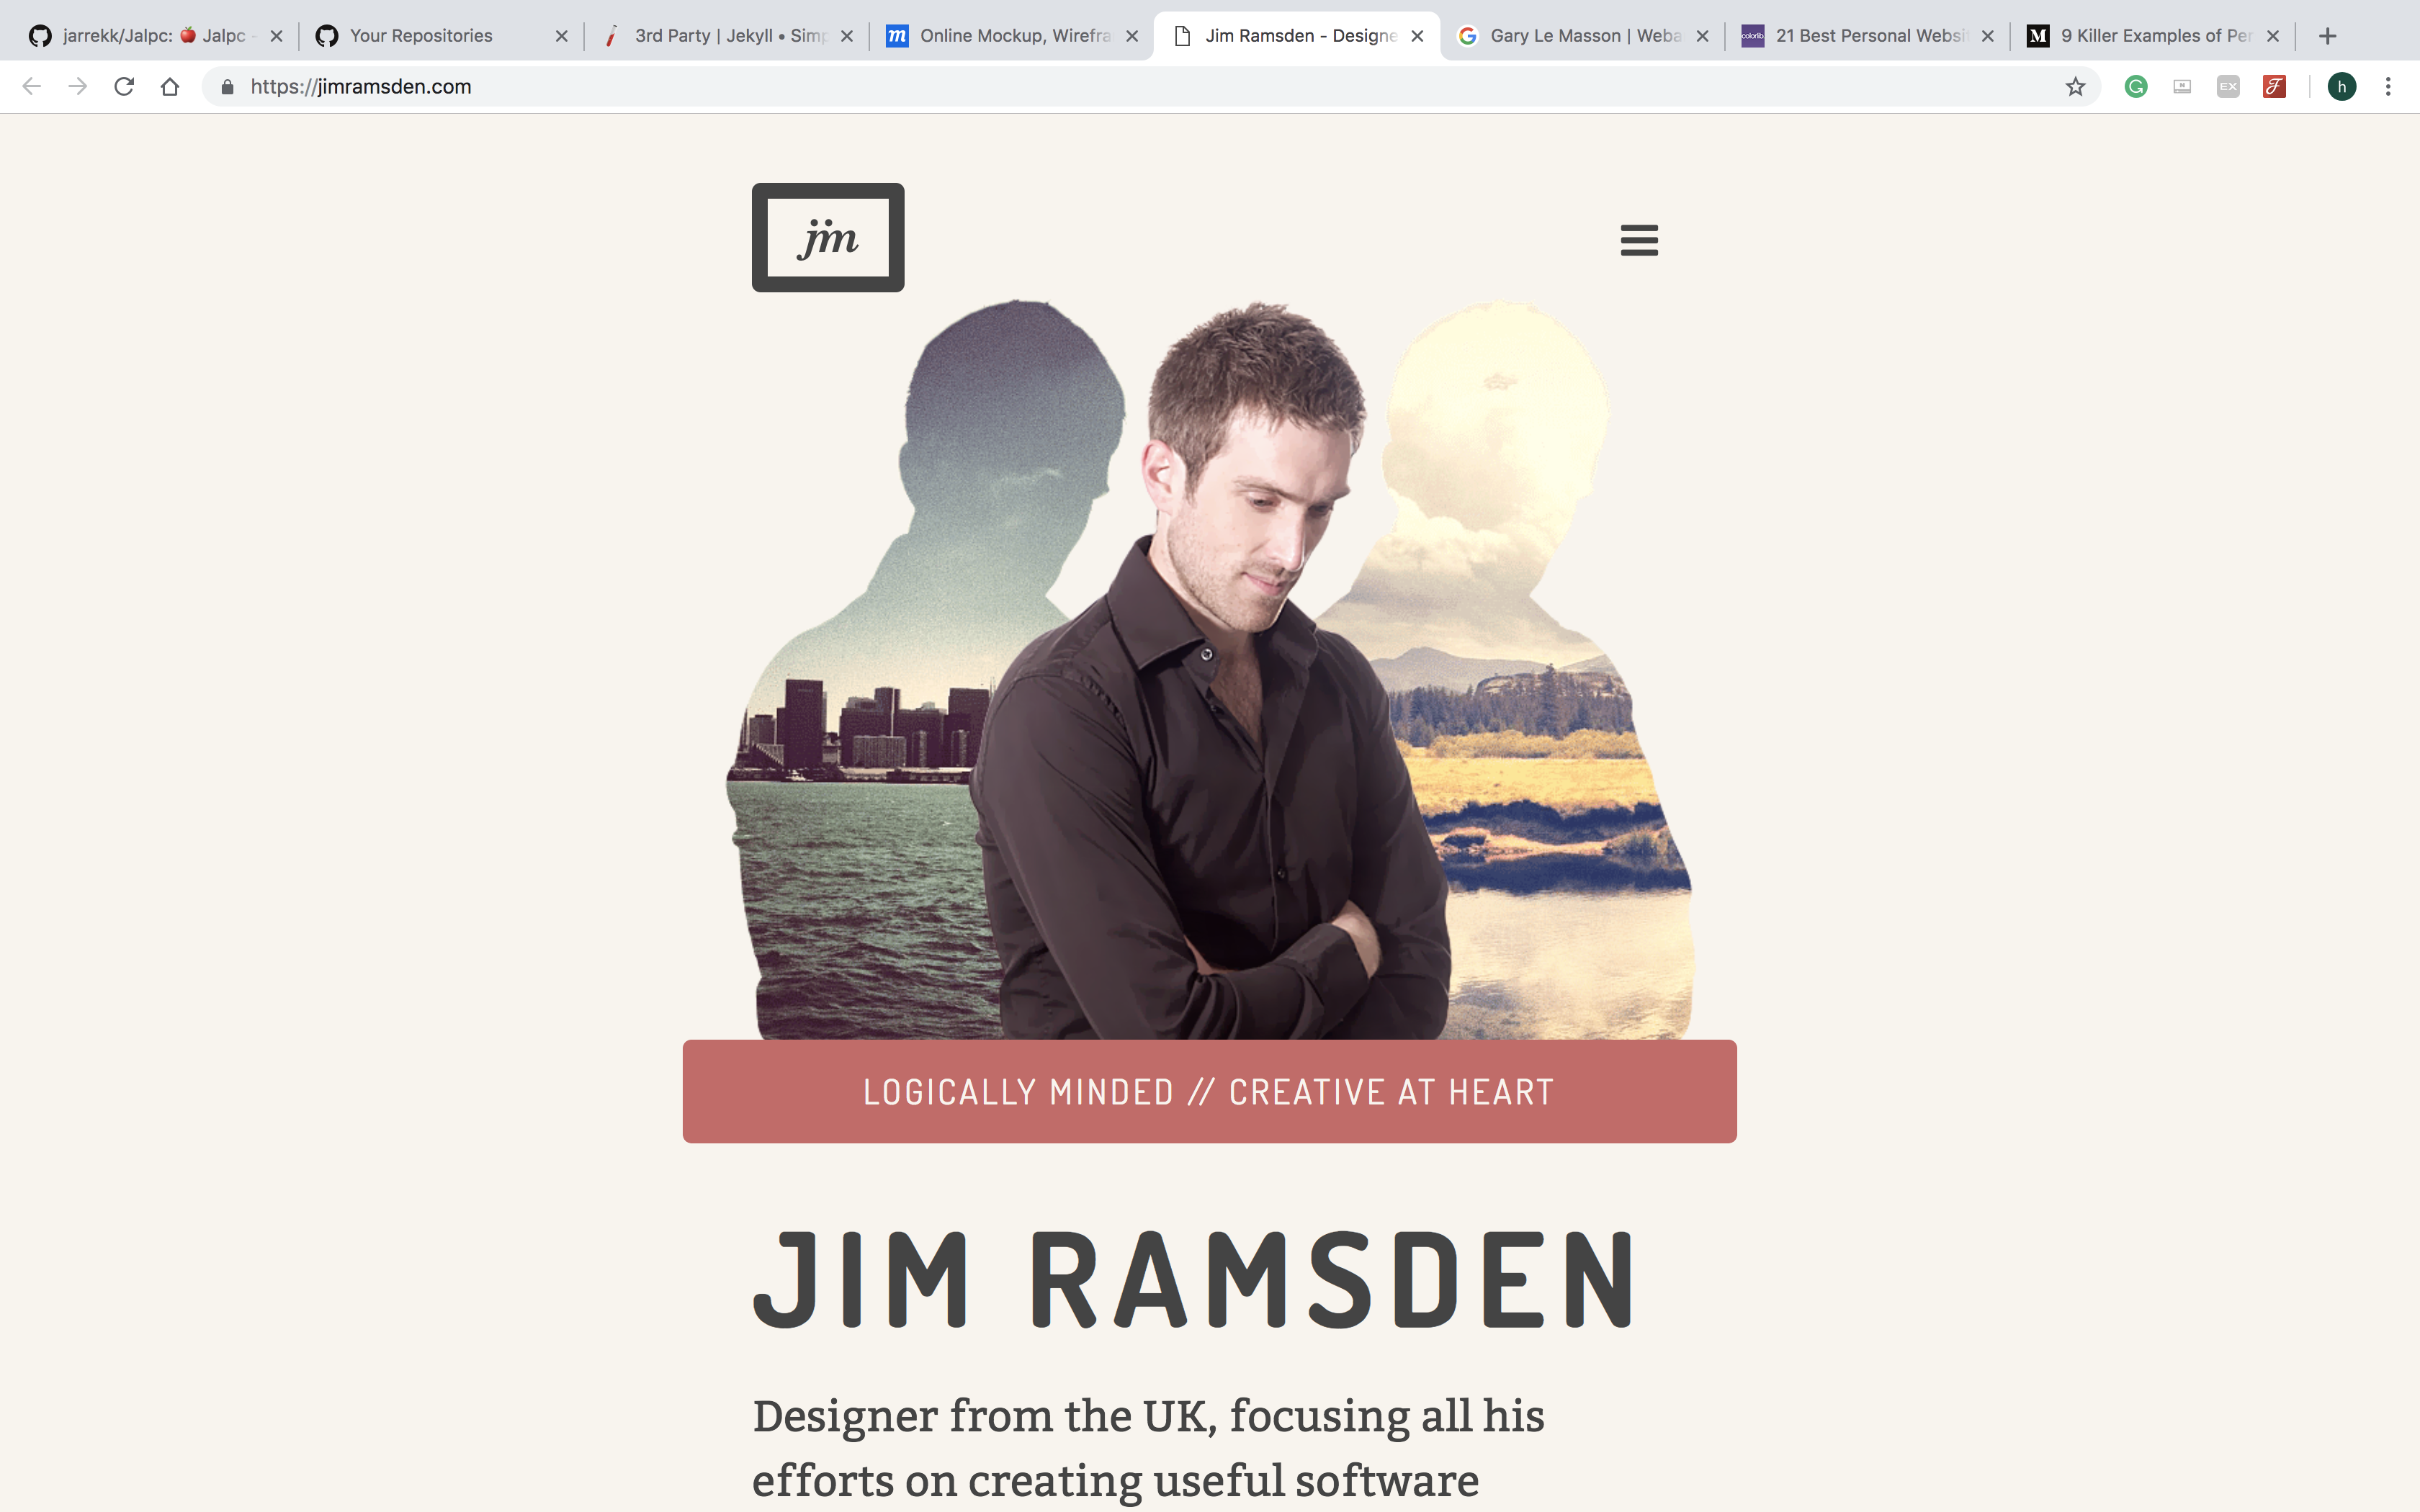 jarrekk/Jalpc: 🍎 Jalpc -
Your Repositories
3rd Party | Jekyll • Simp
Online Mockup, Wirefra
Jim Ramsden - Designe
Gary Le Masson | Weba
21 Best Personal Websi
9 Killer Examples of Per
https://jimramsden.com
EX
h
jim
LOGICALLY MINDED // CREATIVE AT HEART
JIM RAMSDEN
Designer from the UK, focusing all his
efforts on creating useful software